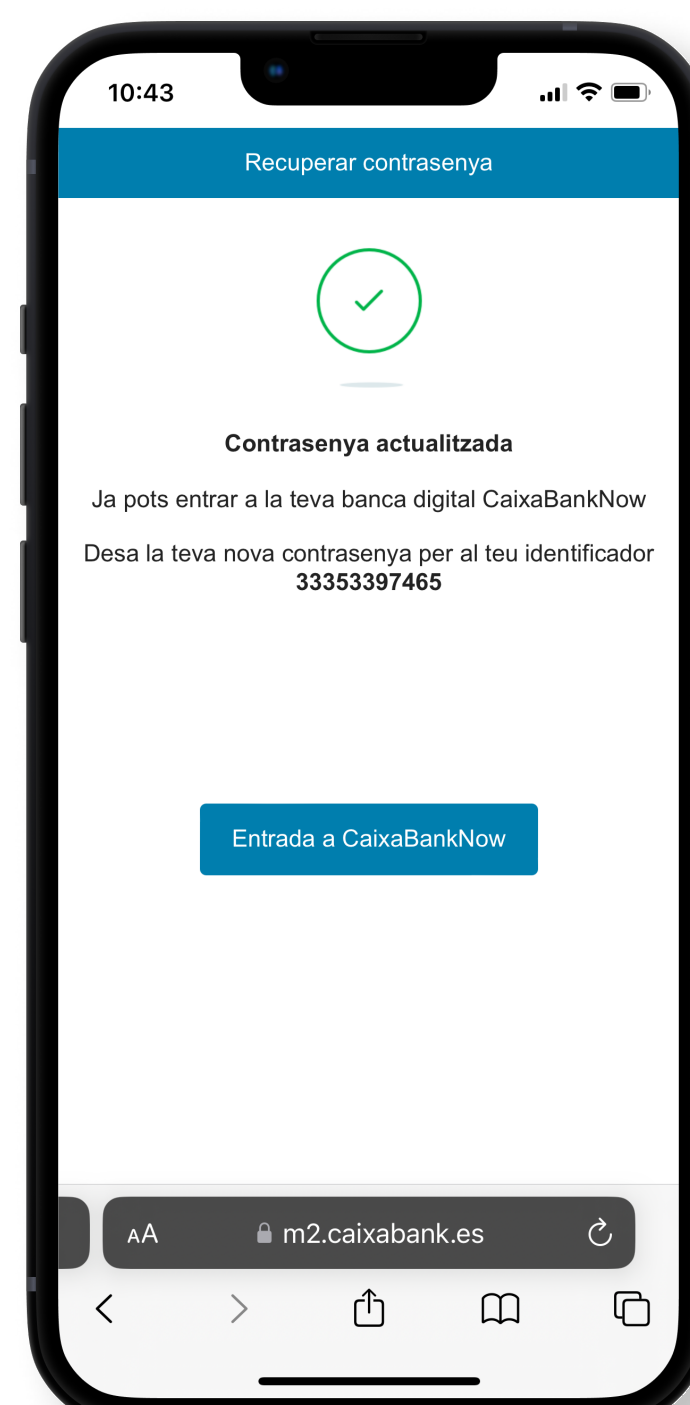 10:43
Recuperar contrasenya
Contrasenya actualitzada
Ja pots entrar a la teva banca digital CaixaBankNow
Desa la teva nova contrasenya per al teu identificador
33353397465
Entrada a CaixaBankNow
AA m2.caixabank.es